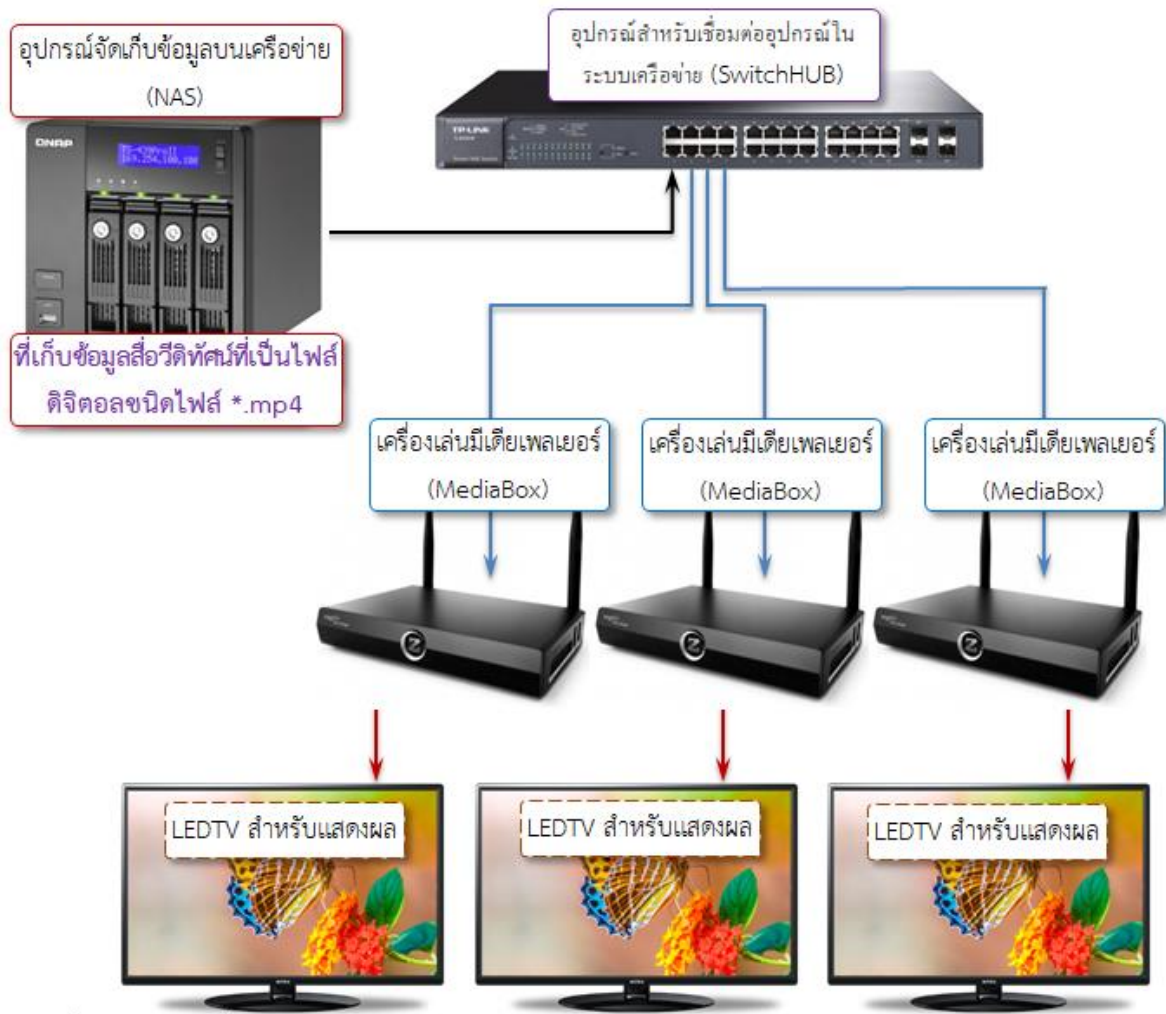 อุปกรณ์จัดเก็บข้อมูลบนเครือข่าย
(NAS)
อุปกรณ์สำหรับเชื่อมต่ออุปกรณ์ใน
ระบบเครือข่าย (SwitchHUB)
QNAP
TP-LINK
ที่เก็บข้อมูลสื่อวีดิทัศน์ที่เป็นไฟล์
ดิจิตอลชนิดไฟล์ *.mp4
เครื่องเล่นมีเดียเพลเยอร์
(MediaBox)
เครื่องเล่นมีเดียเพลเยอร์
(MediaBox)
เครื่องเล่นมีเดียเพลเยอร์
(MediaBox)
Z
Z
Z
LEDTV สำหรับแสดงผล
LEDTV สำหรับแสดงผล
LEDTV สำหรับแสดงผล